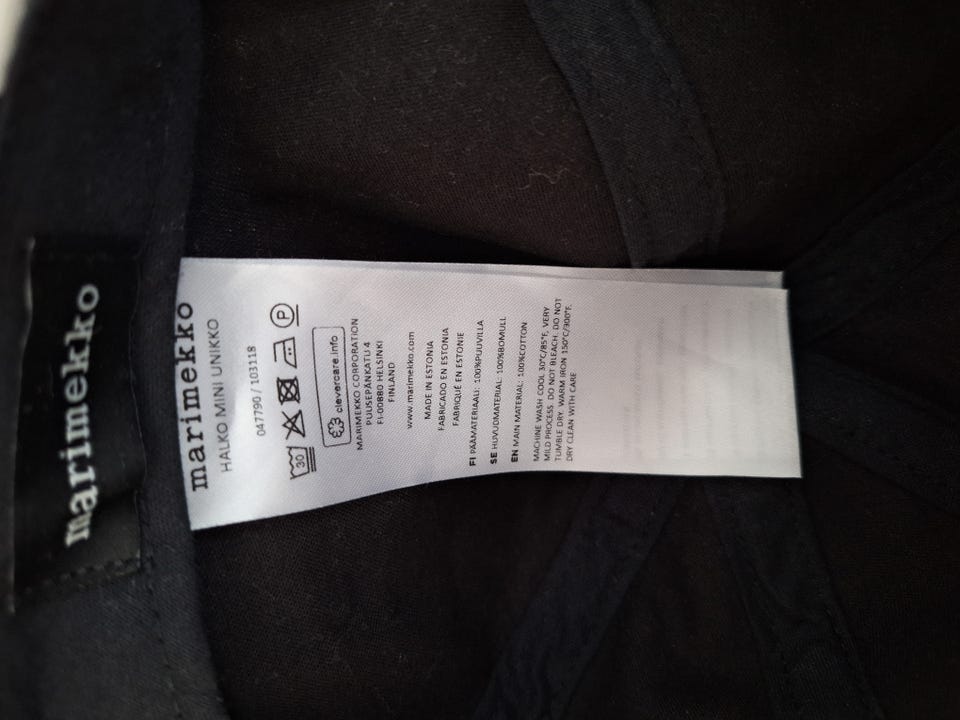 marimekko
marimekko
HALKO MINI UNIKKO
047790 / 103118
30 P
clevercare.info
MARIMEKKO CORPORATION
PUUSEPÄNKATU 4
FI-00880 HELSINKI
FINLAND
www.marimekko.com
MADE IN ESTONIA
FABRICADO EN ESTONIA
FABRIQUÉ EN ESTONIE
FI PÄÄMATERIAALI: 100%PUUVILLA
SE HUVUDMATERIAL: 100%BOMULL
EN MAIN MATERIAL: 100%COTTON
MACHINE WASH COOL 30°C/85°F, VERY
MILD PROCESS. DO NOT BLEACH. DO NOT
TUMBLE DRY. WARM IRON 150°C/300°F.
DRY CLEAN WITH CARE